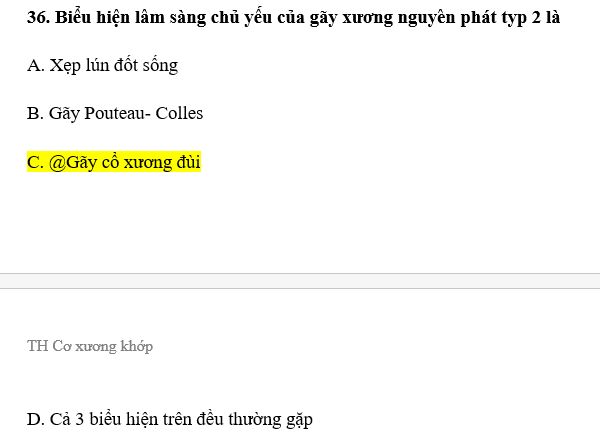 36. Biểu hiện lâm sàng chủ yếu của gãy xương nguyên phát typ 2 là
A. Xẹp lún đốt sống
B. Gãy Pouteau- Colles
C. @Gãy cổ xương đùi
TH Cơ xương khớp
D. Cả 3 biểu hiện trên đều thường gặp